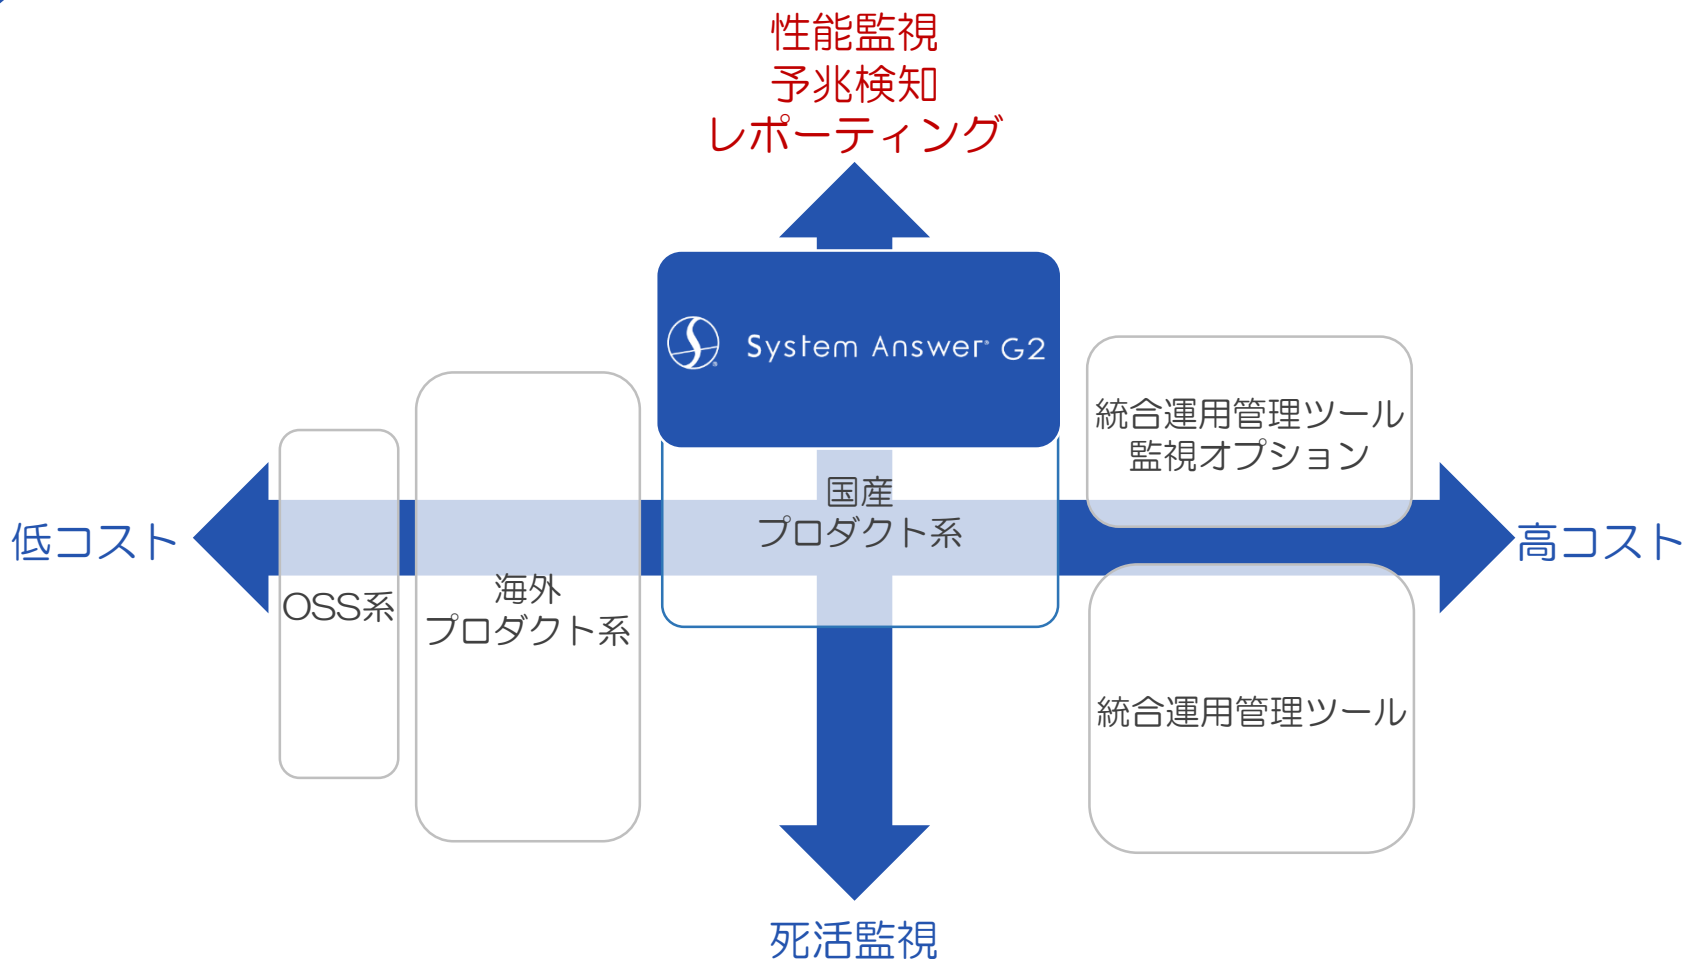 性能監視
予兆検知
レポーティング
System Answer® G2
統合運用管理ツール
監視オプション
国産
プロダクト系
低コスト
高コスト
海外
プロダクト系
OSS系
統合運用管理ツール
死活監視